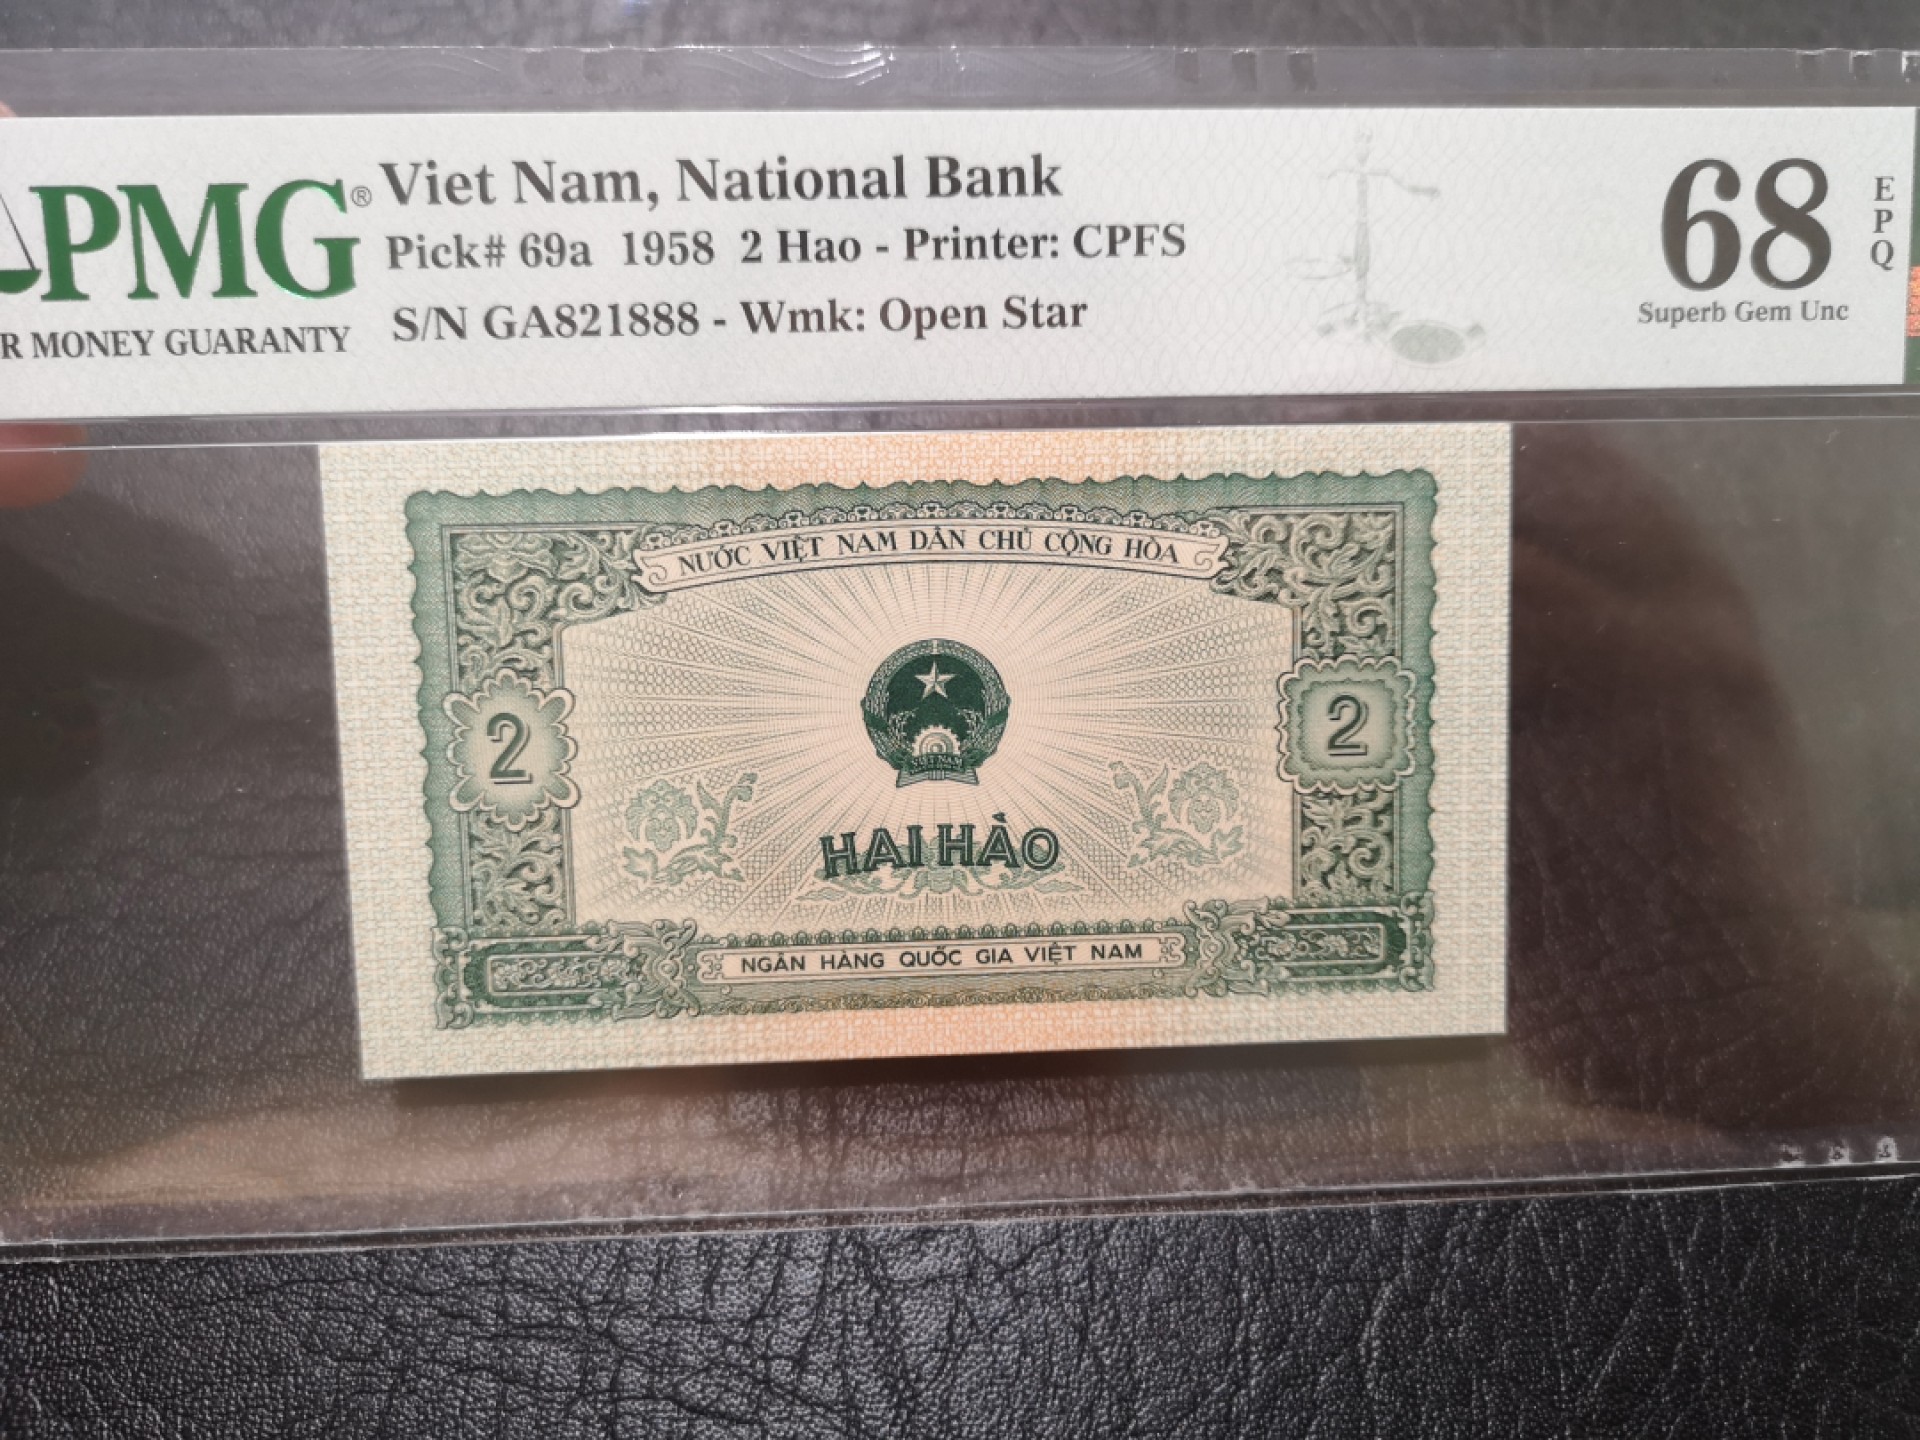 PMG®
R MONEY GUARANTY
Viet Nam, National Bank
Pick# 69a 1958 2 Hao - Printer: CPFS
S/N GA821888 - Wmk: Open Star
68
EPQ
Superb Gem Unc
NƯỚC VIỆT NAM DÂN CHỦ CỘNG HÒA
2
2
VIỆT NAM
HAI HÀO
NGÂN HÀNG QUỐC GIA VIỆT NAM